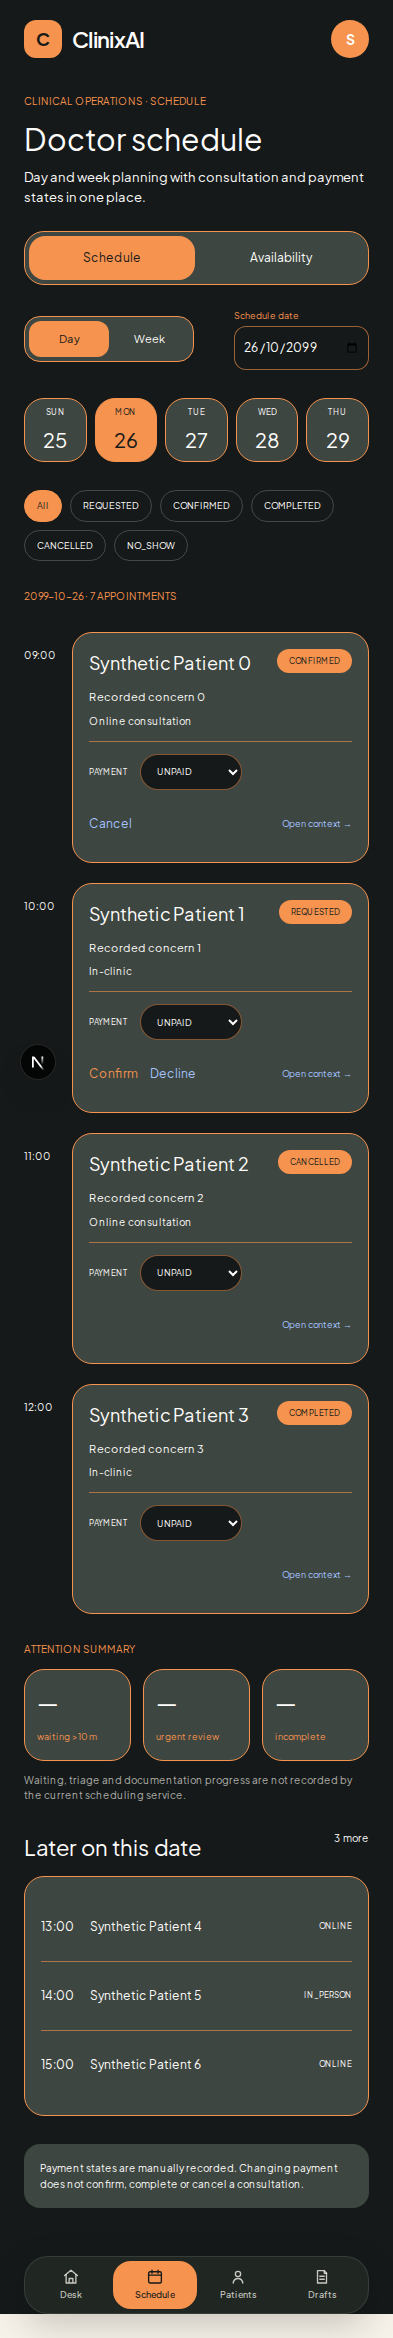 C ClinixAI S
CLINICAL OPERATIONS · SCHEDULE
Doctor schedule
Day and week planning with consultation and payment
states in one place.
Schedule Availability
Schedule date
Day Week 26/10/2099
SUN MON TUE WED THU
25 26 27 28 29
All REQUESTED CONFIRMED COMPLETED
CANCELLED NO_SHOW
2099-10-26 · 7 APPOINTMENTS
09:00 Synthetic Patient 0 CONFIRMED
Recorded concern 0
Online consultation
PAYMENT UNPAID
Cancel Open context →
10:00 Synthetic Patient 1 REQUESTED
Recorded concern 1
In-clinic
PAYMENT UNPAID
N
Confirm Decline Open context →
11:00 Synthetic Patient 2 CANCELLED
Recorded concern 2
Online consultation
PAYMENT UNPAID
Open context →
12:00 Synthetic Patient 3 COMPLETED
Recorded concern 3
In-clinic
PAYMENT UNPAID
Open context →
ATTENTION SUMMARY
— — —
waiting >10 m urgent review incomplete
Waiting, triage and documentation progress are not recorded by
the current scheduling service.
Later on this date 3 more
13:00 Synthetic Patient 4 ONLINE
14:00 Synthetic Patient 5 IN_PERSON
15:00 Synthetic Patient 6 ONLINE
Payment states are manually recorded. Changing payment
does not confirm, complete or cancel a consultation.
Desk Schedule Patients Drafts